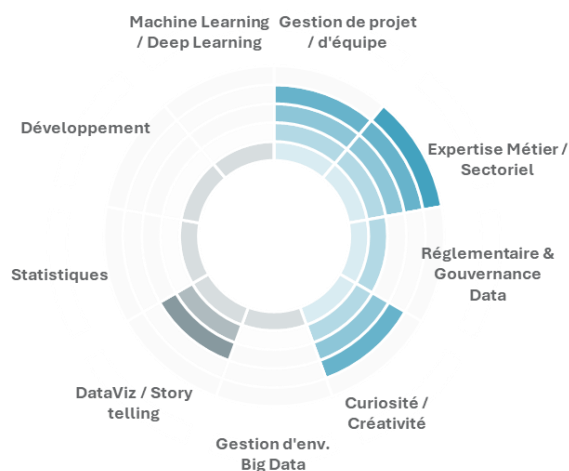 Machine Learning
/ Deep Learning
Gestion de projet
/ d'équipe
Développement
Expertise Métier /
Sectoriel
Statistiques
Réglementaire &
Gouvernance
Data
DataViz / Story
telling
Curiosité /
Créativité
Gestion d'env.
Big Data